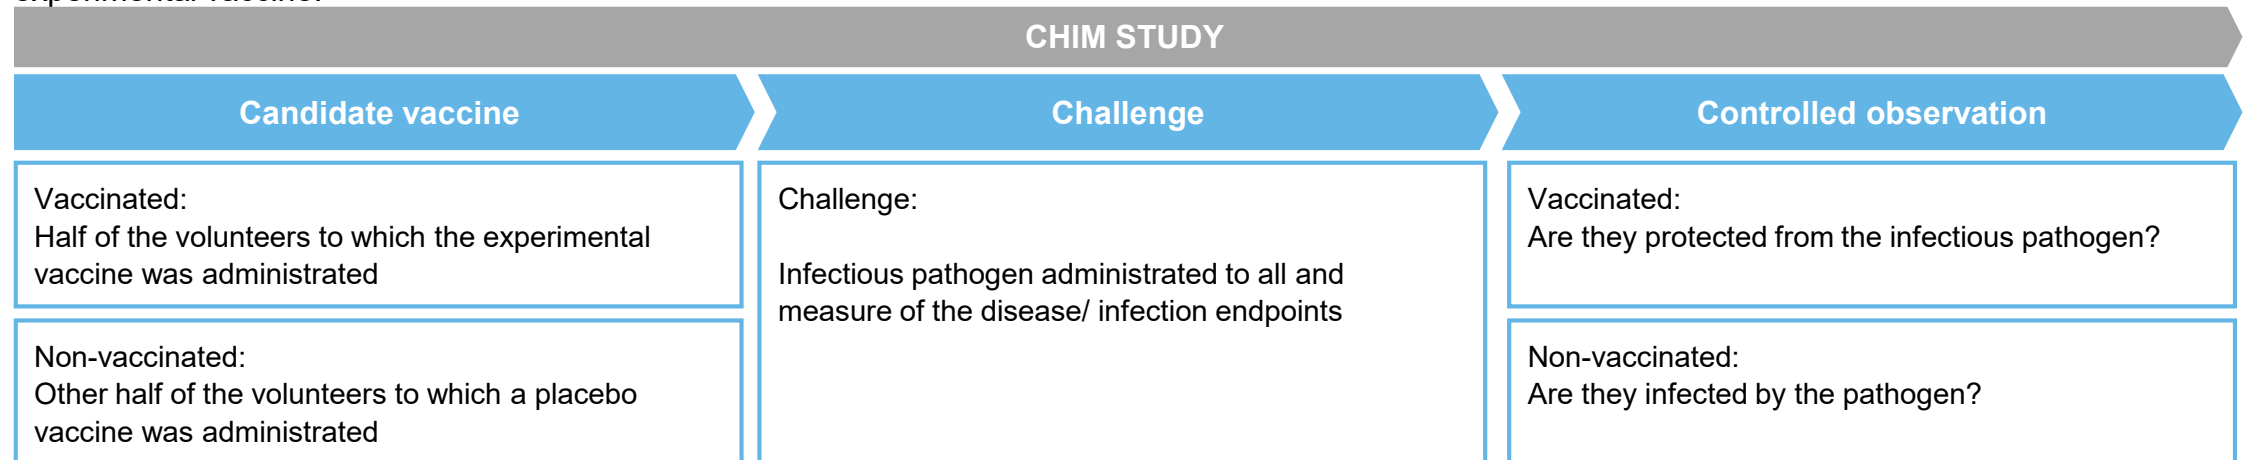 experimental vaccine.
CHIM STUDY
Candidate vaccine
Challenge
Controlled observation
Vaccinated:
Half of the volunteers to which the experimental
vaccine was administrated
Non-vaccinated:
Other half of the volunteers to which a placebo
vaccine was administrated
Challenge:
Infectious pathogen administrated to all and
measure of the disease/ infection endpoints
Vaccinated:
Are they protected from the infectious pathogen?
Non-vaccinated:
Are they infected by the pathogen?